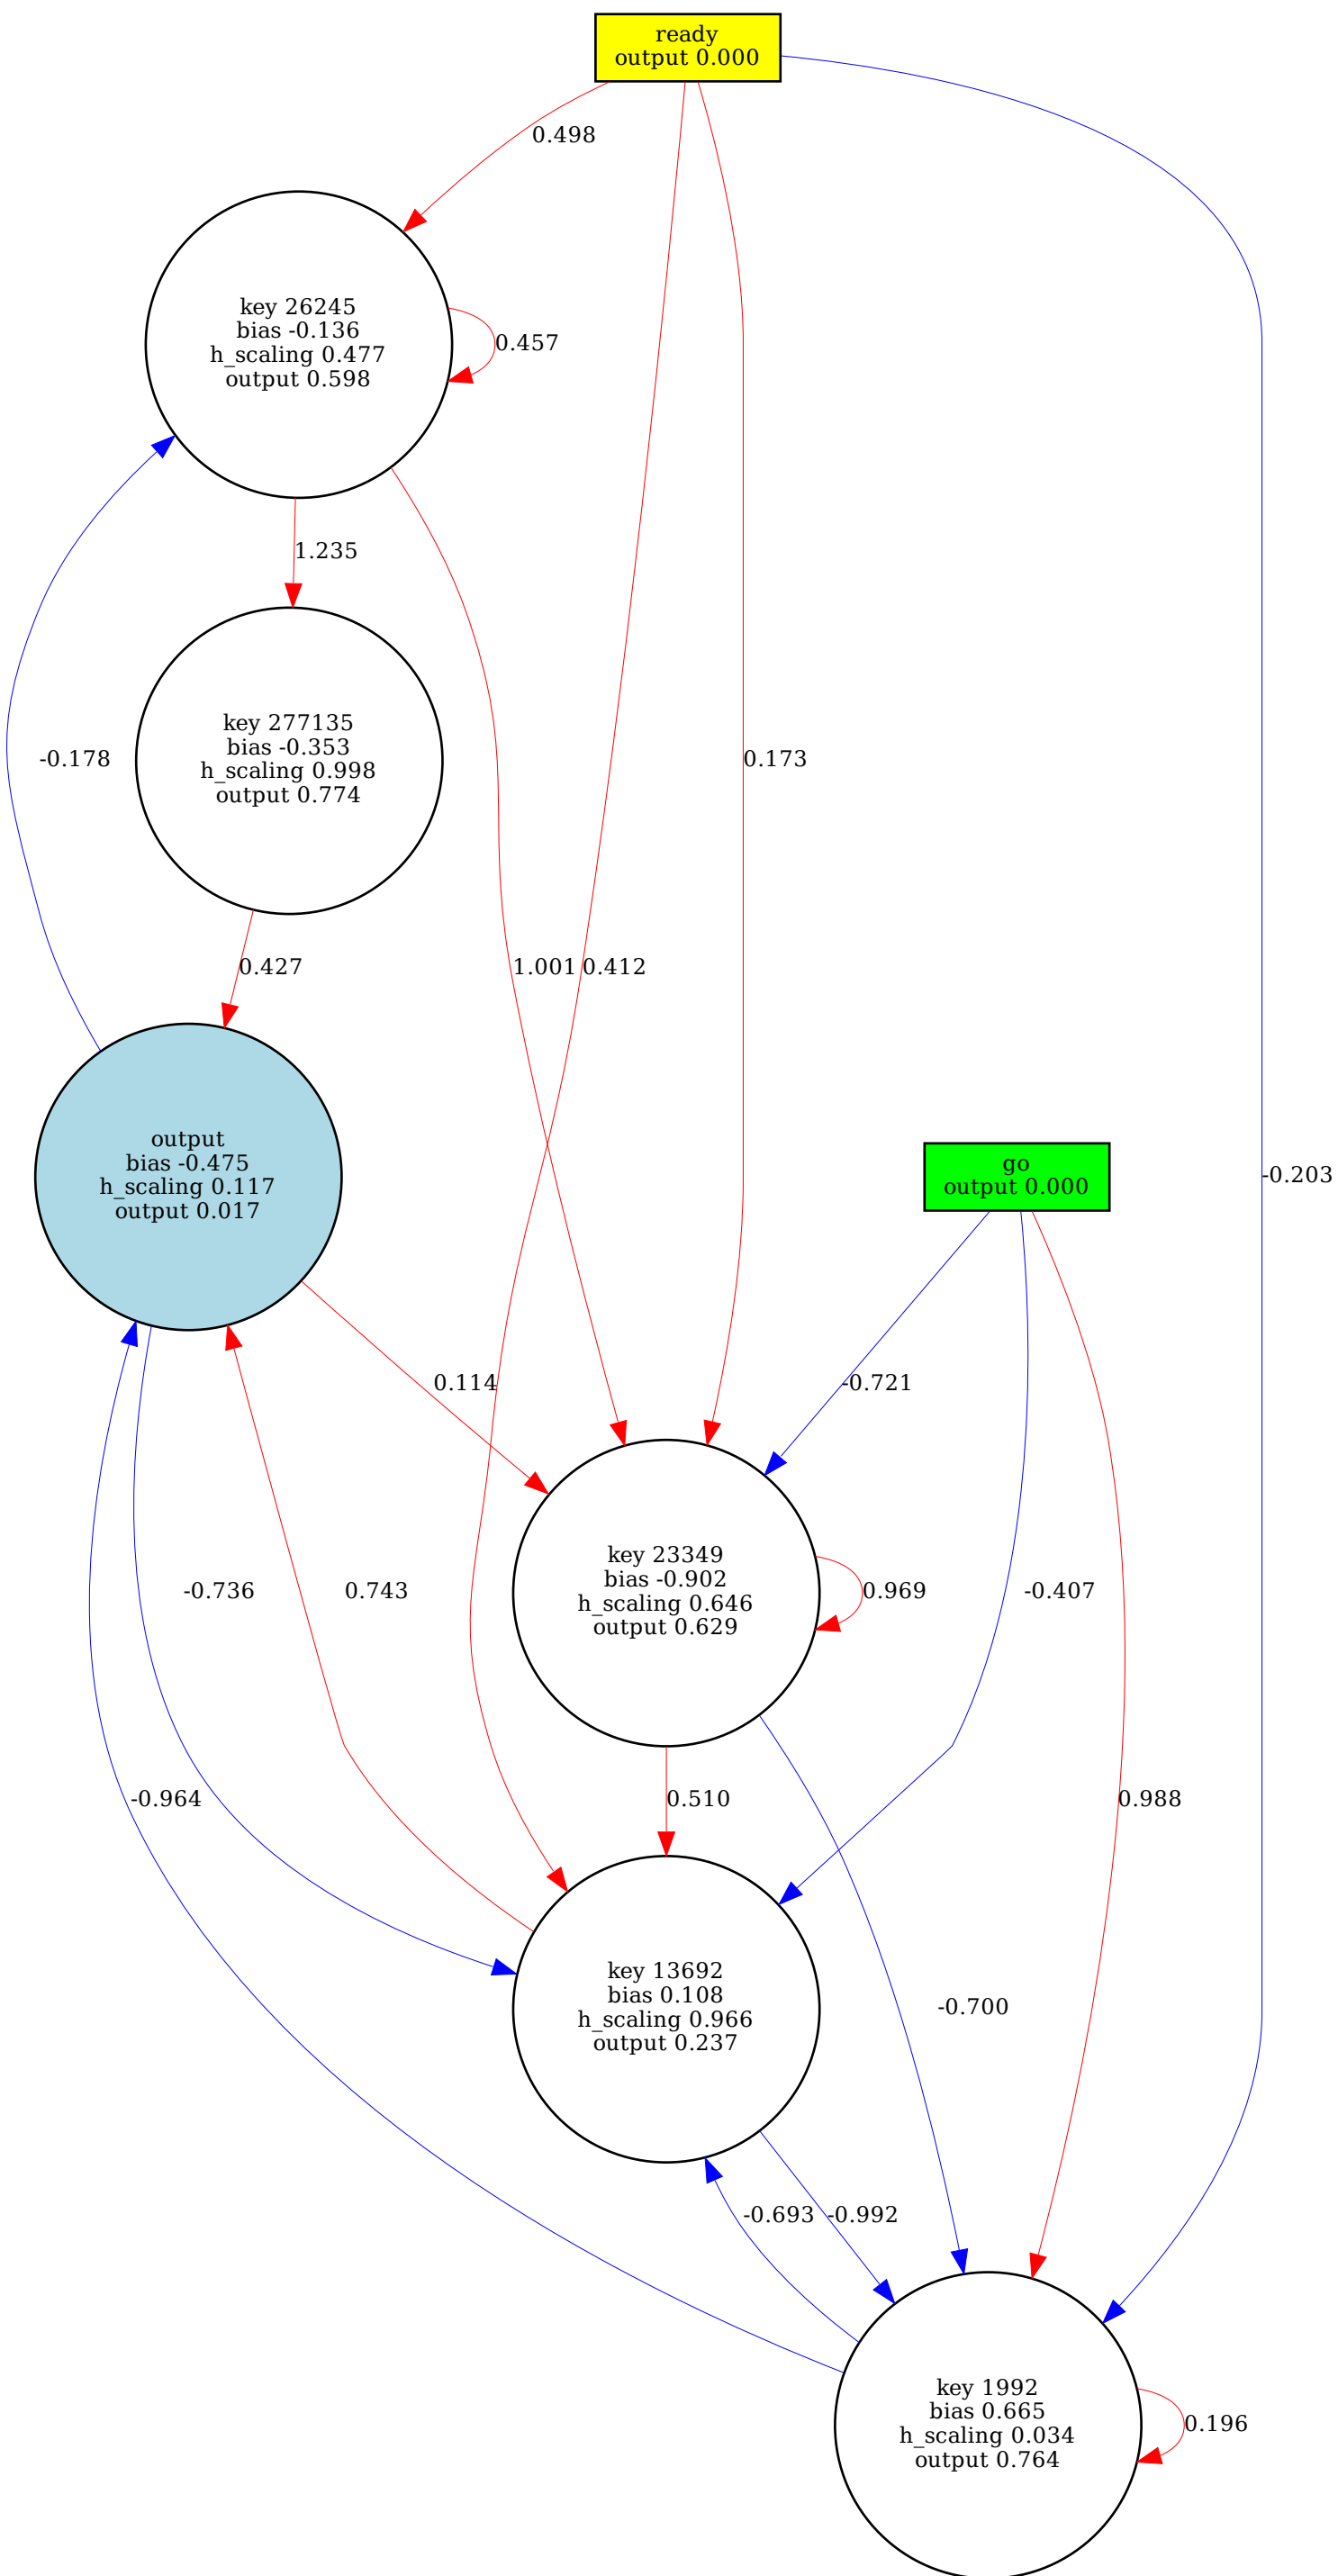 ready
output 0.000
0.498
key 26245
bias -0.136
h_scaling 0.477
output 0.598
0.457
1.235
key 277135
bias -0.353
h_scaling 0.998
output 0.774
-0.178
0.173
0.427
1.001
0.412
output
bias -0.475
h_scaling 0.117
output 0.017
go
output 0.000
-0.203
0.114
-0.721
key 23349
bias -0.902
h_scaling 0.646
output 0.629
-0.736
0.743
0.969
-0.407
-0.964
0.510
0.988
key 13692
bias 0.108
h_scaling 0.966
output 0.237
-0.700
-0.693
-0.992
key 1992
bias 0.665
h_scaling 0.034
output 0.764
0.196